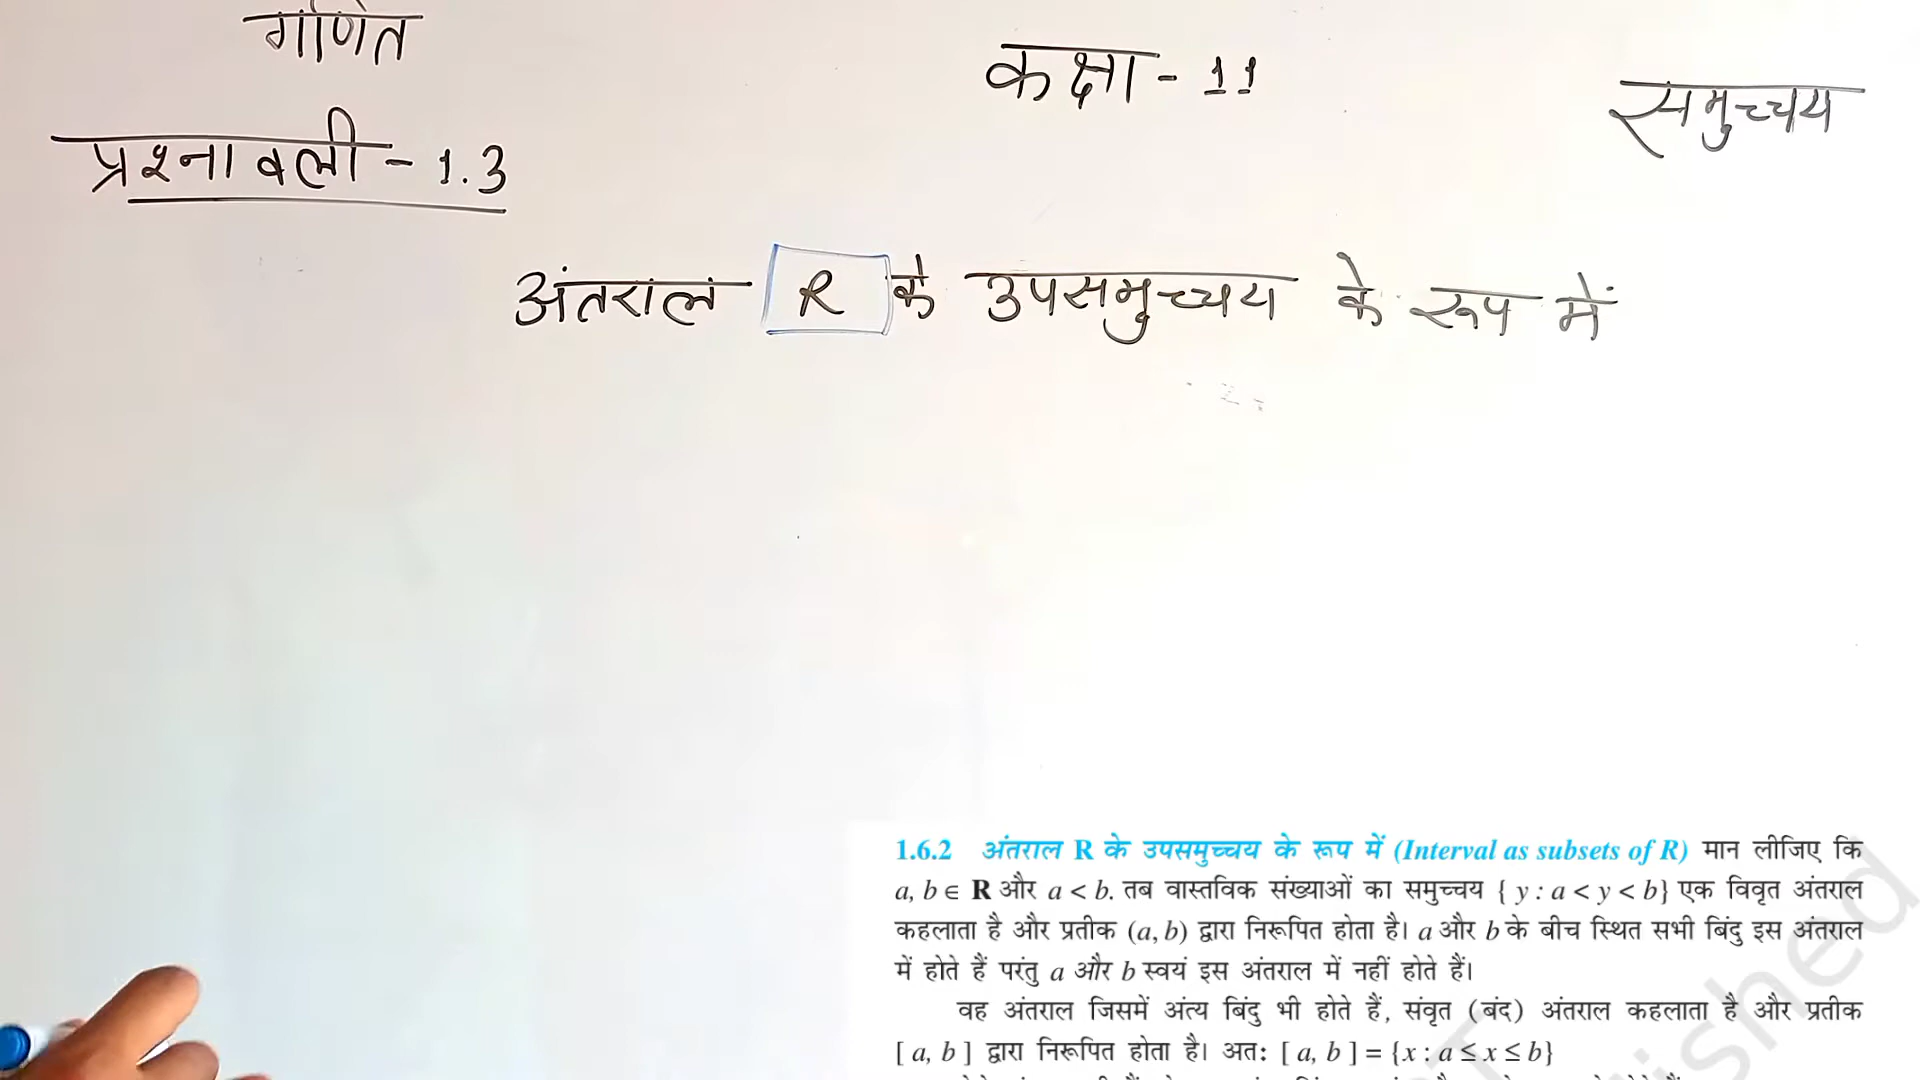 गणित
कक्षा - 11
समुच्चय
प्रश्नावली - 1.3
अंतराल R के उपसमुच्चय के रूप में
1.6.2 अंतराल R के उपसमुच्चय के रूप में (Interval as subsets of R) मान लीजिए कि
a, b ∈ R और a < b. तब वास्तविक संख्याओं का समुच्चय { y : a < y < b} एक विवृत अंतराल
कहलाता है और प्रतीक (a, b) द्वारा निरूपित होता है। a और b के बीच स्थित सभी बिंदु इस अंतराल
में होते हैं परंतु a और b स्वयं इस अंतराल में नहीं होते हैं।
वह अंतराल जिसमें अंत्य बिंदु भी होते हैं, संवृत (बंद) अंतराल कहलाता है और प्रतीक
[ a, b ] द्वारा निरूपित होता है। अत: [ a, b ] = {x : a ≤ x ≤ b}